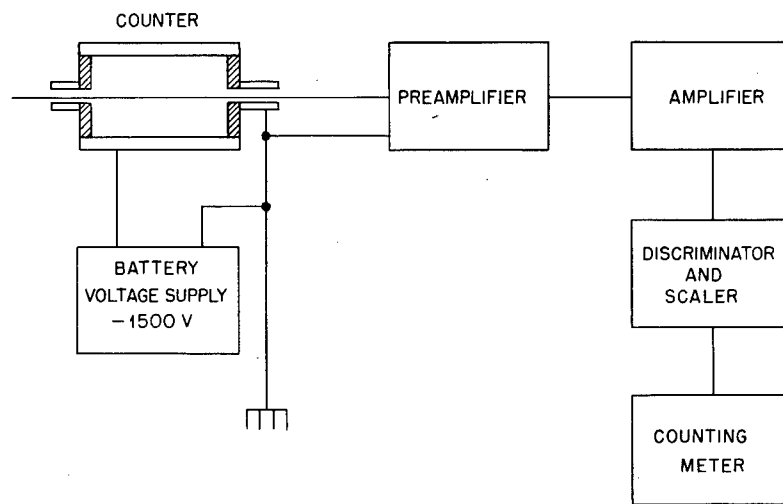 COUNTER
PREAMPLIFIER
AMPLIFIER
BATTERY
VOLTAGE SUPPLY
−1500 V
DISCRIMINATOR
AND
SCALER
COUNTING
METER